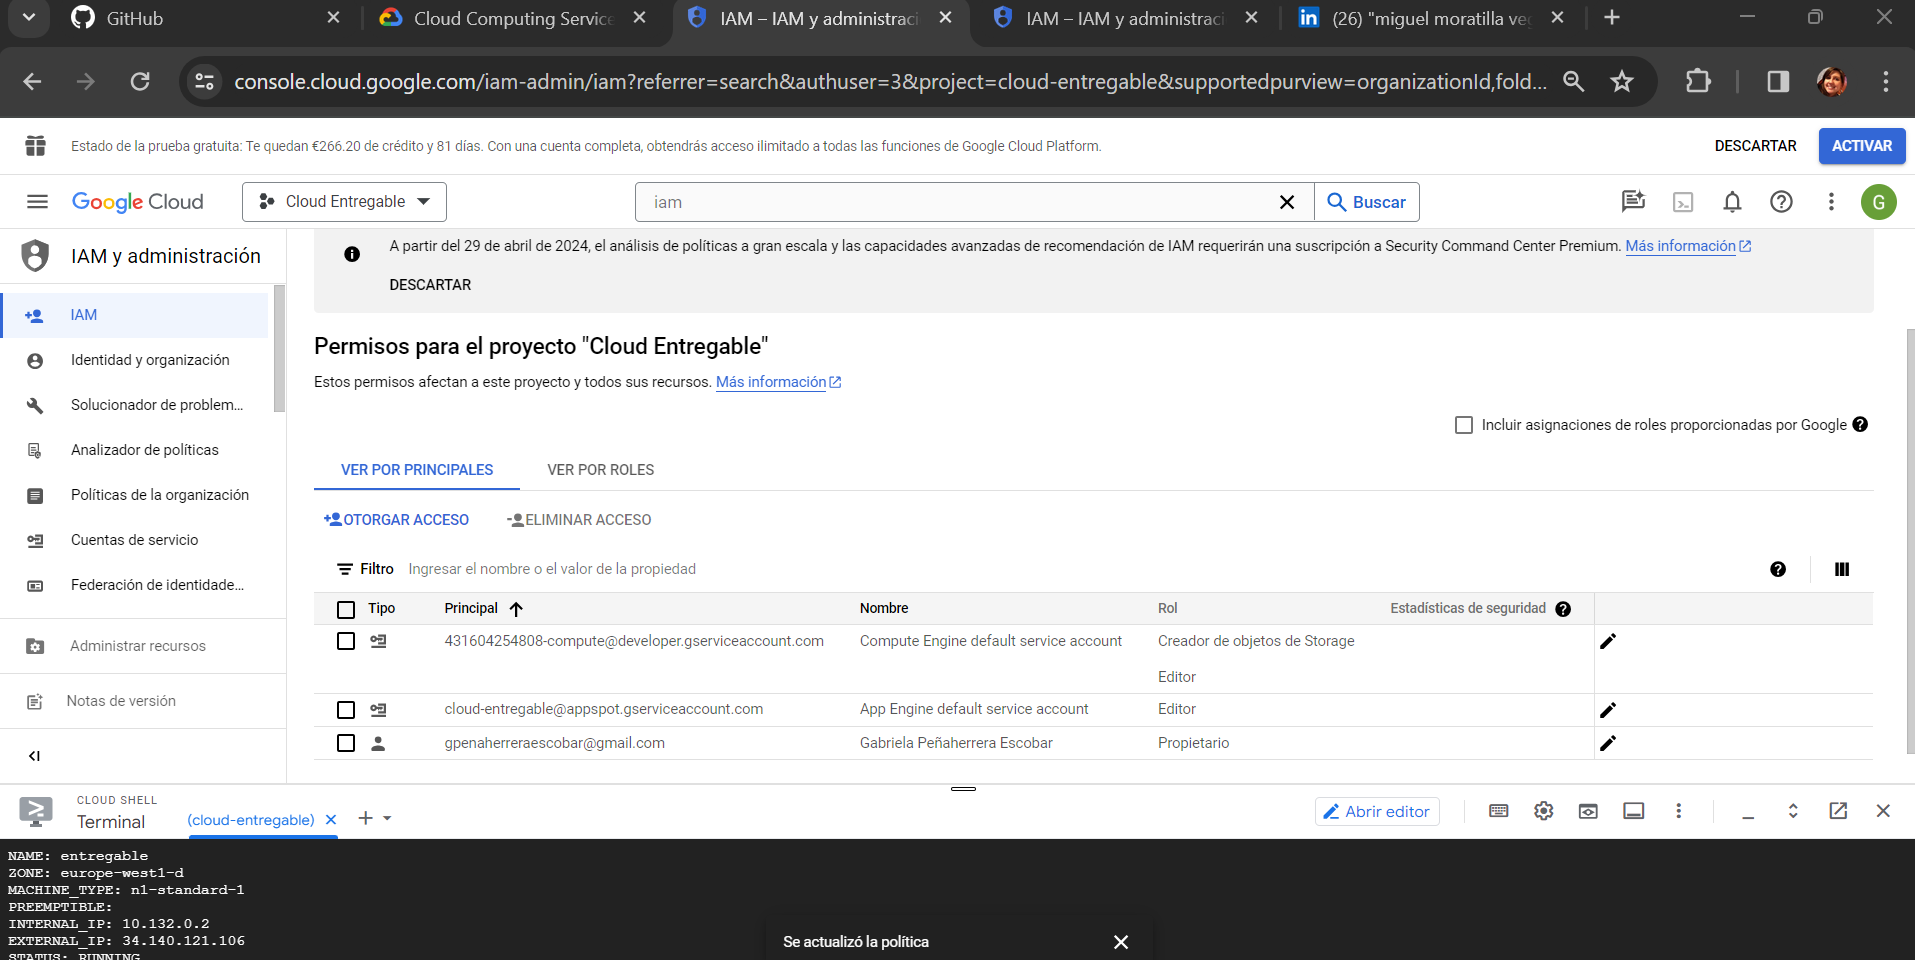 GitHub
Cloud Computing Service
IAM – IAM y administraci
IAM – IAM y administraci
(26) "miguel moratilla ve
console.cloud.google.com/iam-admin/iam?referrer=search&authuser=3&project=cloud-entregable&supportedpurview=organizationId,fold...
Estado de la prueba gratuita: Te quedan €266.20 de crédito y 81 días. Con una cuenta completa, obtendrás acceso ilimitado a todas las funciones de Google Cloud Platform.
DESCARTAR
ACTIVAR
Google Cloud
Cloud Entregable
iam
Buscar
G
IAM y administración
A partir del 29 de abril de 2024, el análisis de políticas a gran escala y las capacidades avanzadas de recomendación de IAM requerirán una suscripción a Security Command Center Premium. Más información
DESCARTAR
IAM
Identidad y organización
Solucionador de problem...
Analizador de políticas
Políticas de la organización
Cuentas de servicio
Federación de identidade...
Administrar recursos
Notas de versión
Permisos para el proyecto "Cloud Entregable"
Estos permisos afectan a este proyecto y todos sus recursos. Más información
Incluir asignaciones de roles proporcionadas por Google
VER POR PRINCIPALES
VER POR ROLES
OTORGAR ACCESO
ELIMINAR ACCESO
Filtro
Ingresar el nombre o el valor de la propiedad
Tipo Principal Nombre Rol Estadísticas de seguridad
431604254808-compute@developer.gserviceaccount.com Compute Engine default service account Creador de objetos de Storage
Editor
cloud-entregable@appspot.gserviceaccount.com App Engine default service account Editor
gpenaherreraescobar@gmail.com Gabriela Peñaherrera Escobar Propietario
CLOUD SHELL
Terminal
(cloud-entregable)
Abrir editor
NAME: entregable
ZONE: europe-west1-d
MACHINE_TYPE: n1-standard-1
PREEMPTIBLE:
INTERNAL_IP: 10.132.0.2
EXTERNAL_IP: 34.140.121.106
STATUS: RUNNING
Se actualizó la política